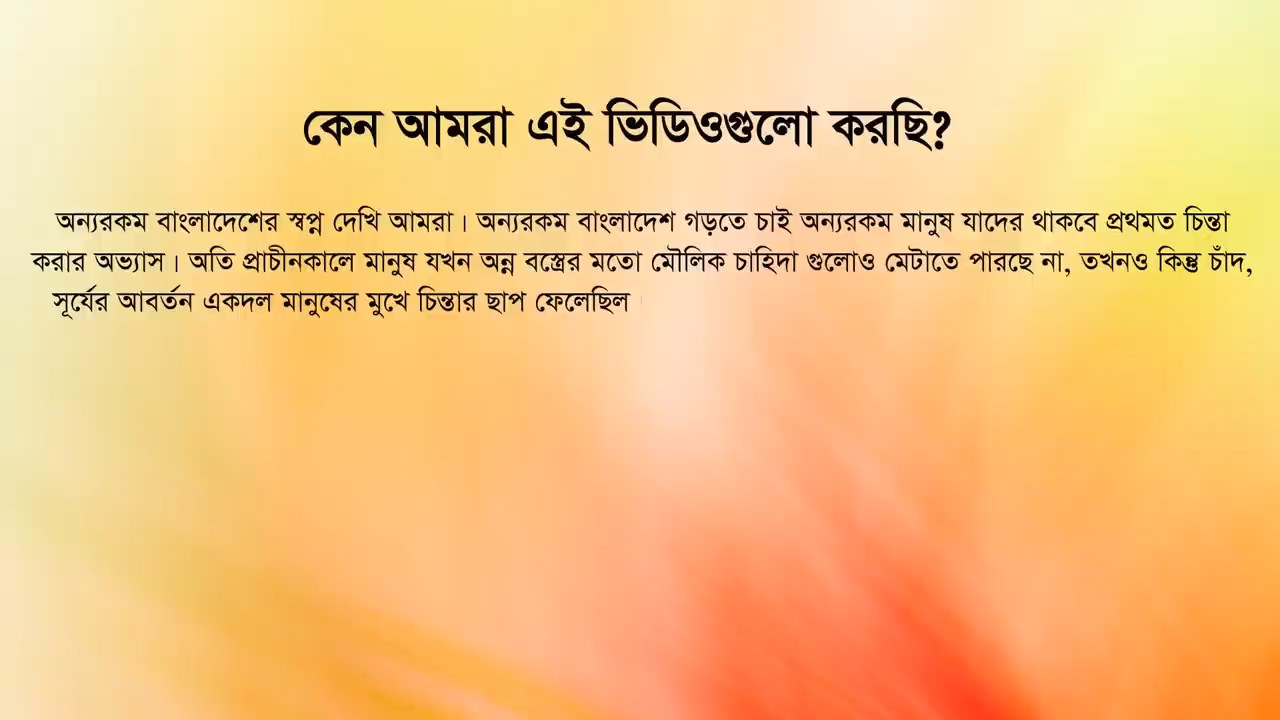 কেন আমরা এই ভিডিওগুলো করছি?
অন্যরকম বাংলাদেশের স্বপ্ন দেখি আমরা। অন্যরকম বাংলাদেশ গড়তে চাই অন্যরকম মানুষ যাদের থাকবে প্রথমত চিন্তা
করার অভ্যাস। অতি প্রাচীনকালে মানুষ যখন অন্ন বস্ত্রের মতো মৌলিক চাহিদা গুলোও মেটাতে পারছে না, তখনও কিন্তু চাঁদ,
সূর্যের আবর্তন একদল মানুষের মুখে চিন্তার ছাপ ফেলেছিল